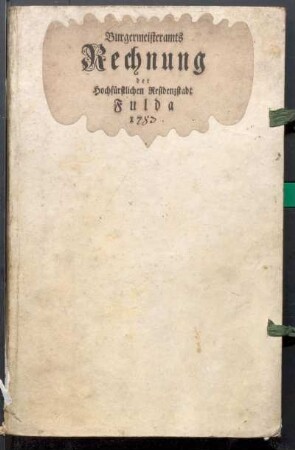 Burgermeisteramts
Rechnung
der
Hochfürstlichen Residenzstadt
Fulda